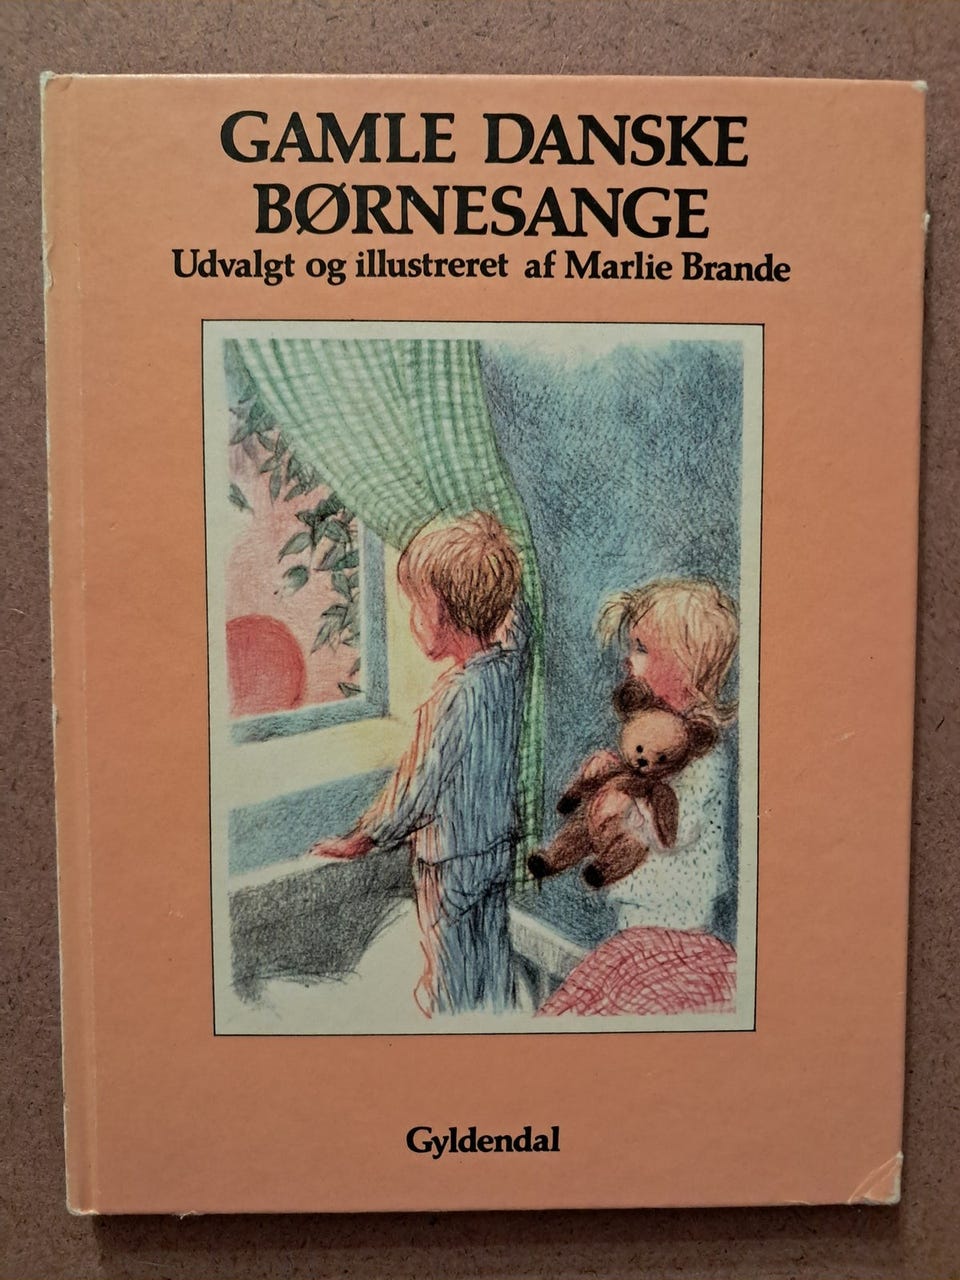 GAMLE DANSKE
BØRNESANGE
Udvalgt og illustreret af Marlie Brande
Gyldendal